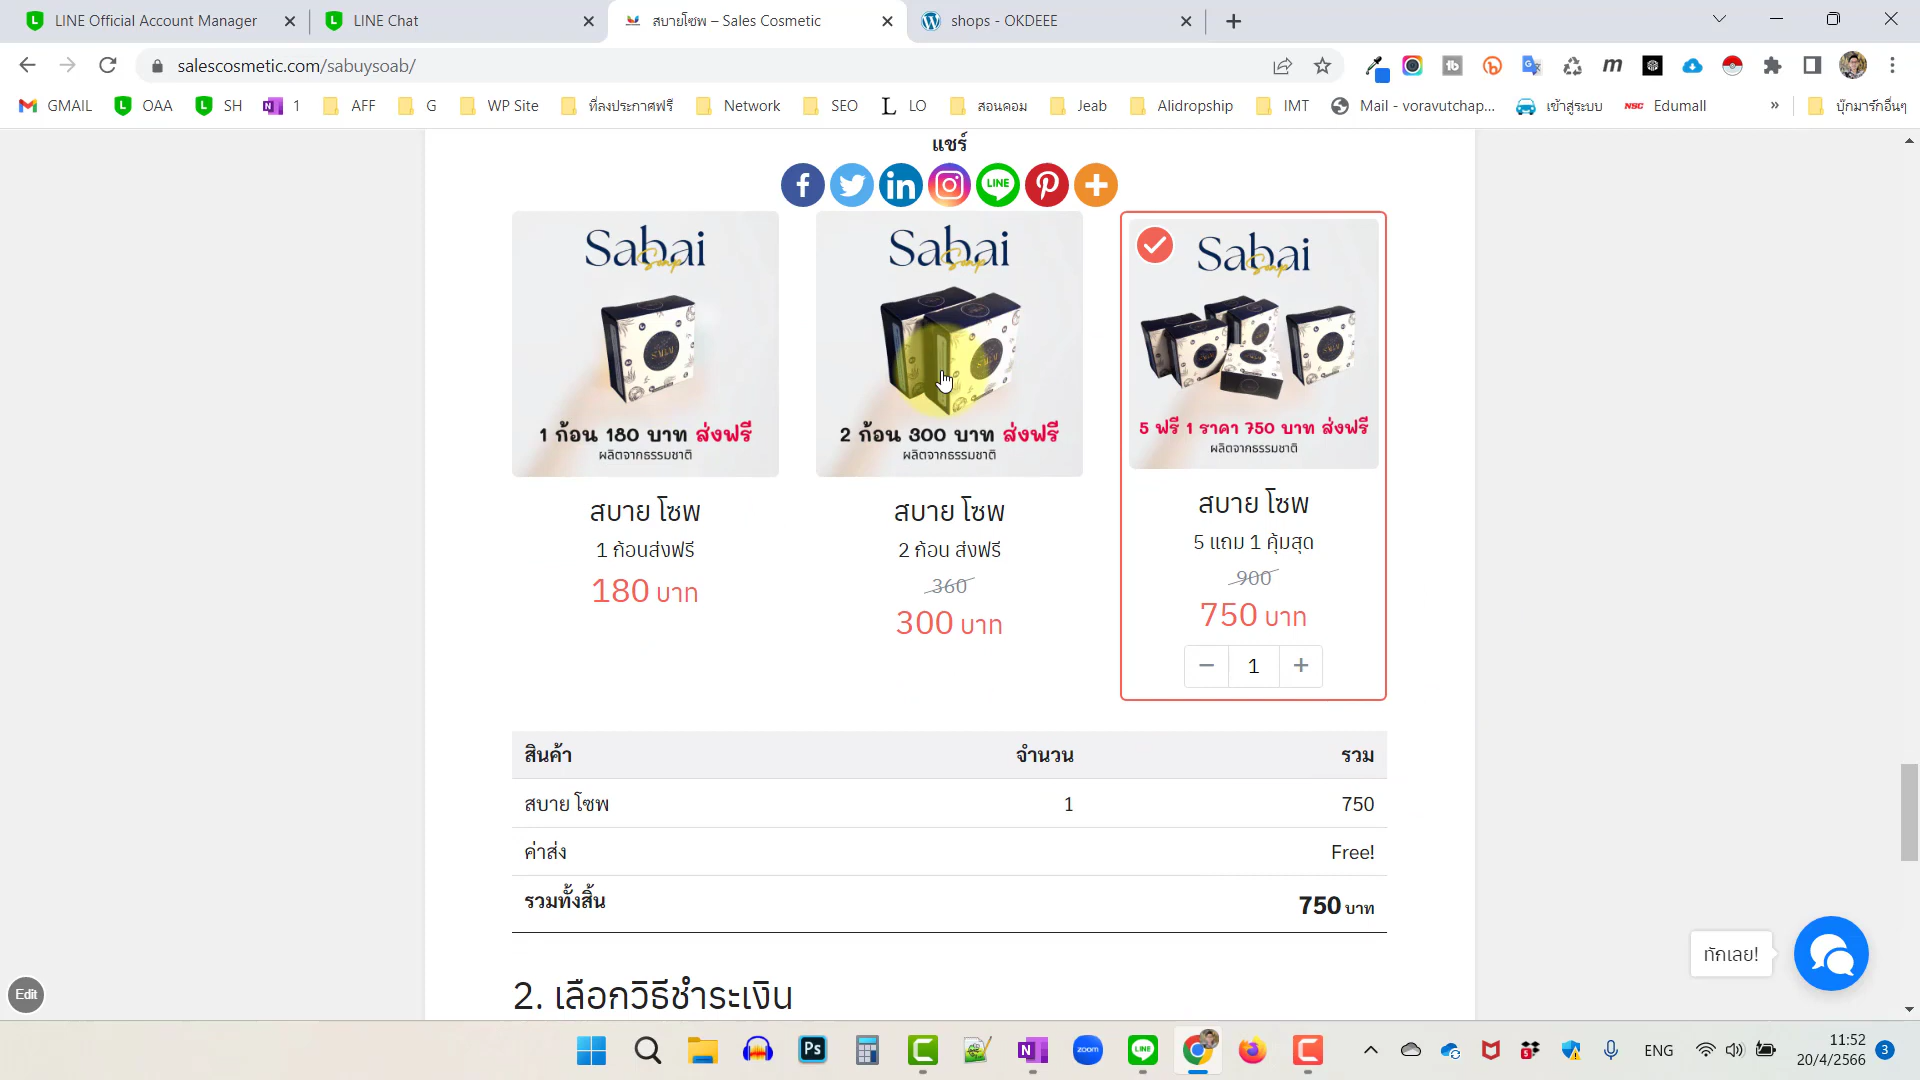 LINE Official Account Manager
LINE Chat
สบายโซพ – Sales Cosmetic
shops - OKDEEE
salescosmetic.com/sabuysoab/
GMAIL
OAA
SH
1
AFF
G
WP Site
ที่ลงประกาศฟรี
Network
SEO
LO
สอนคอม
Jeab
Alidropship
IMT
Mail - voravutchap...
เข้าสู่ระบบ
NSC
Edumall
»
บุ๊กมาร์กอื่นๆ
แชร์
LINE
Sabai
Soap
1 ก้อน 180 บาท ส่งฟรี
ผลิตจากธรรมชาติ
สบาย โซพ
1 ก้อนส่งฟรี
180 บาท
Sabai
Soap
2 ก้อน 300 บาท ส่งฟรี
ผลิตจากธรรมชาติ
สบาย โซพ
2 ก้อน ส่งฟรี
360
300 บาท
Sabai
Soap
5 ฟรี 1 ราคา 750 บาท ส่งฟรี
ผลิตจากธรรมชาติ
สบาย โซพ
5 แถม 1 คุ้มสุด
900
750 บาท
− 1 +
สินค้า จำนวน รวม
สบาย โซพ 1 750
ค่าส่ง Free!
รวมทั้งสิ้น 750 บาท
2. เลือกวิธีชำระเงิน
ทักเลย!
Edit
Ps
zoom
LINE
ENG
11:52
20/4/2566
3